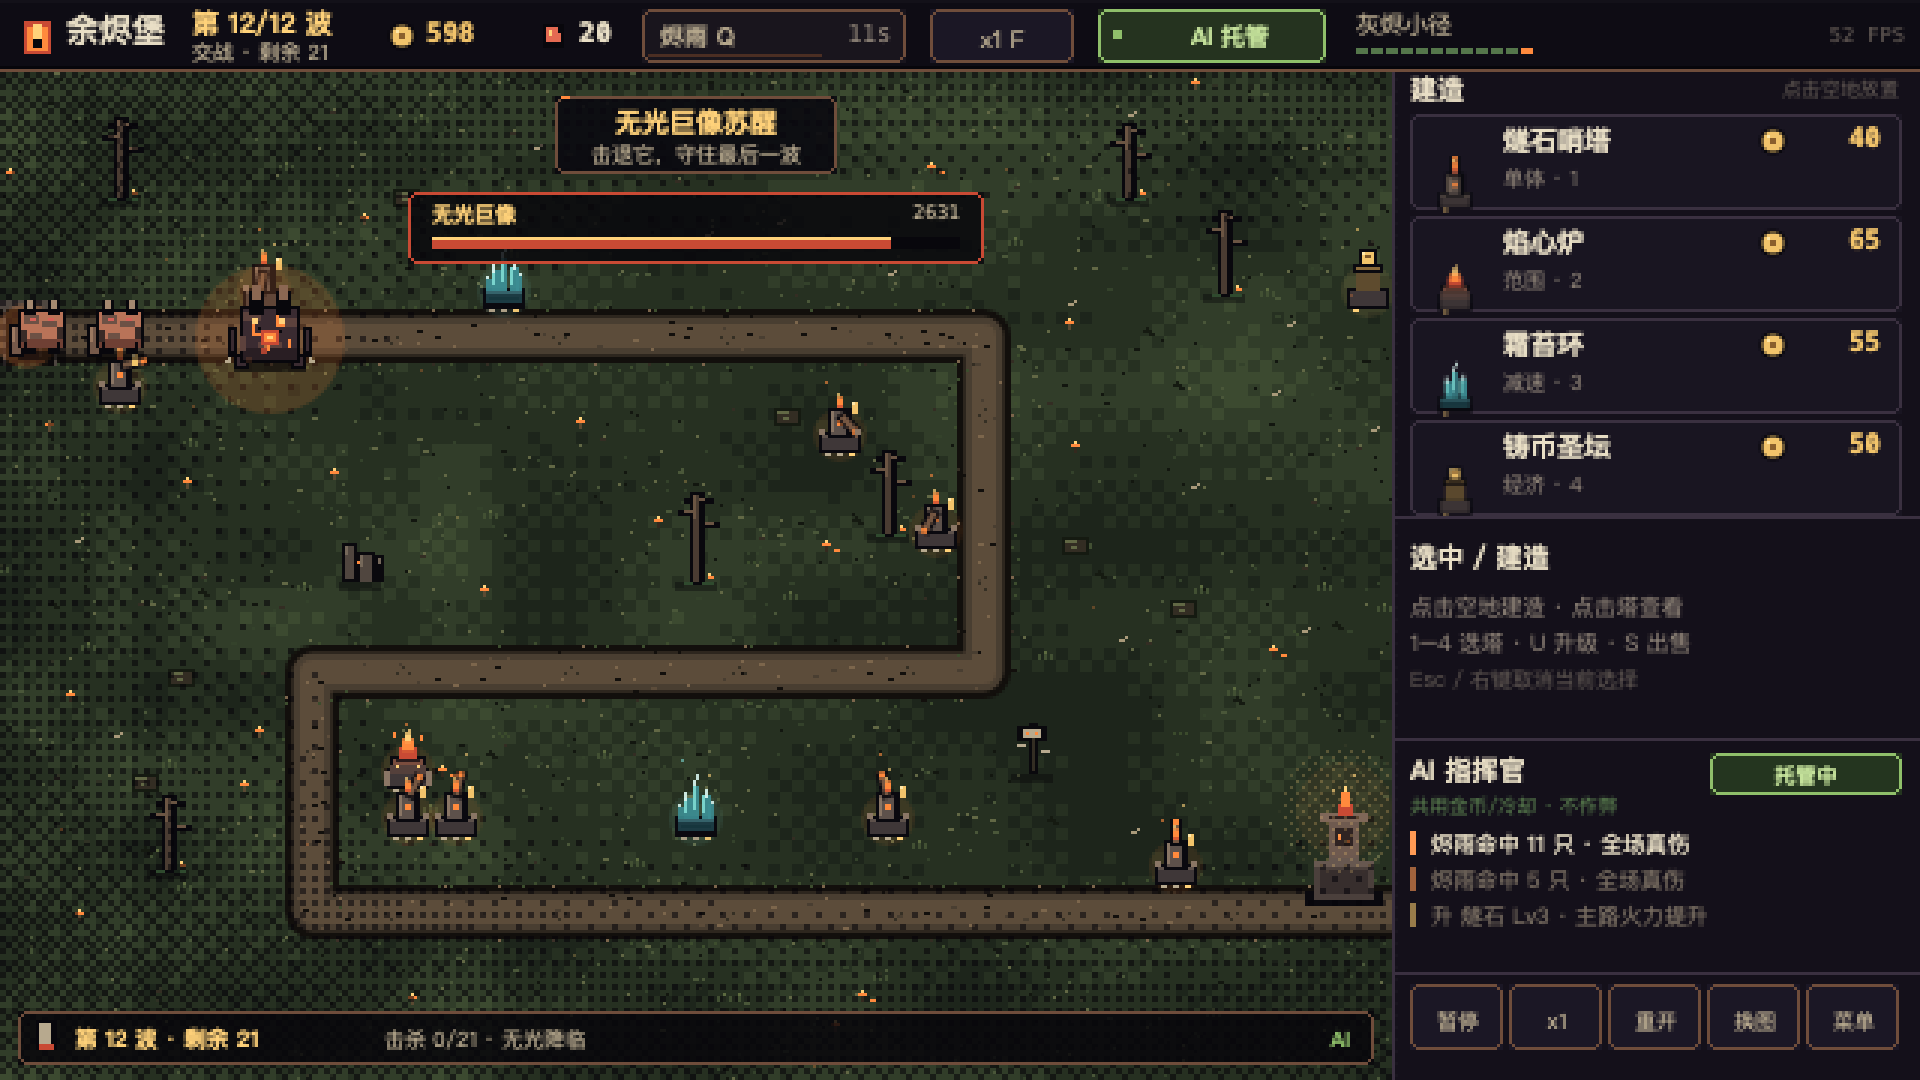 余烬堡
第 12/12 波
交战 · 剩余 21
598
20
烬雨 Q 11s
x1 F
AI 托管
灰烬小径
52 FPS
无光巨像苏醒
击退它，守住最后一波
无光巨像 2631
建造 点击空地放置
燧石哨塔 40
单体 · 1
焰心炉 65
范围 · 2
霜苔环 55
减速 · 3
铸币圣坛 50
经济 · 4
选中 / 建造
点击空地建造 · 点击塔查看
1—4 选塔 · U 升级 · S 出售
Esc / 右键取消当前选择
AI 指挥官 托管中
共用金币/冷却 · 不作弊
烬雨命中 11 只 · 全场真伤
烬雨命中 6 只 · 全场真伤
升 燧石 Lv3 · 主路火力提升
暂停 x1 重开 换图 菜单
第 12 波 · 剩余 21 击杀 0/21 · 无光降临 AI